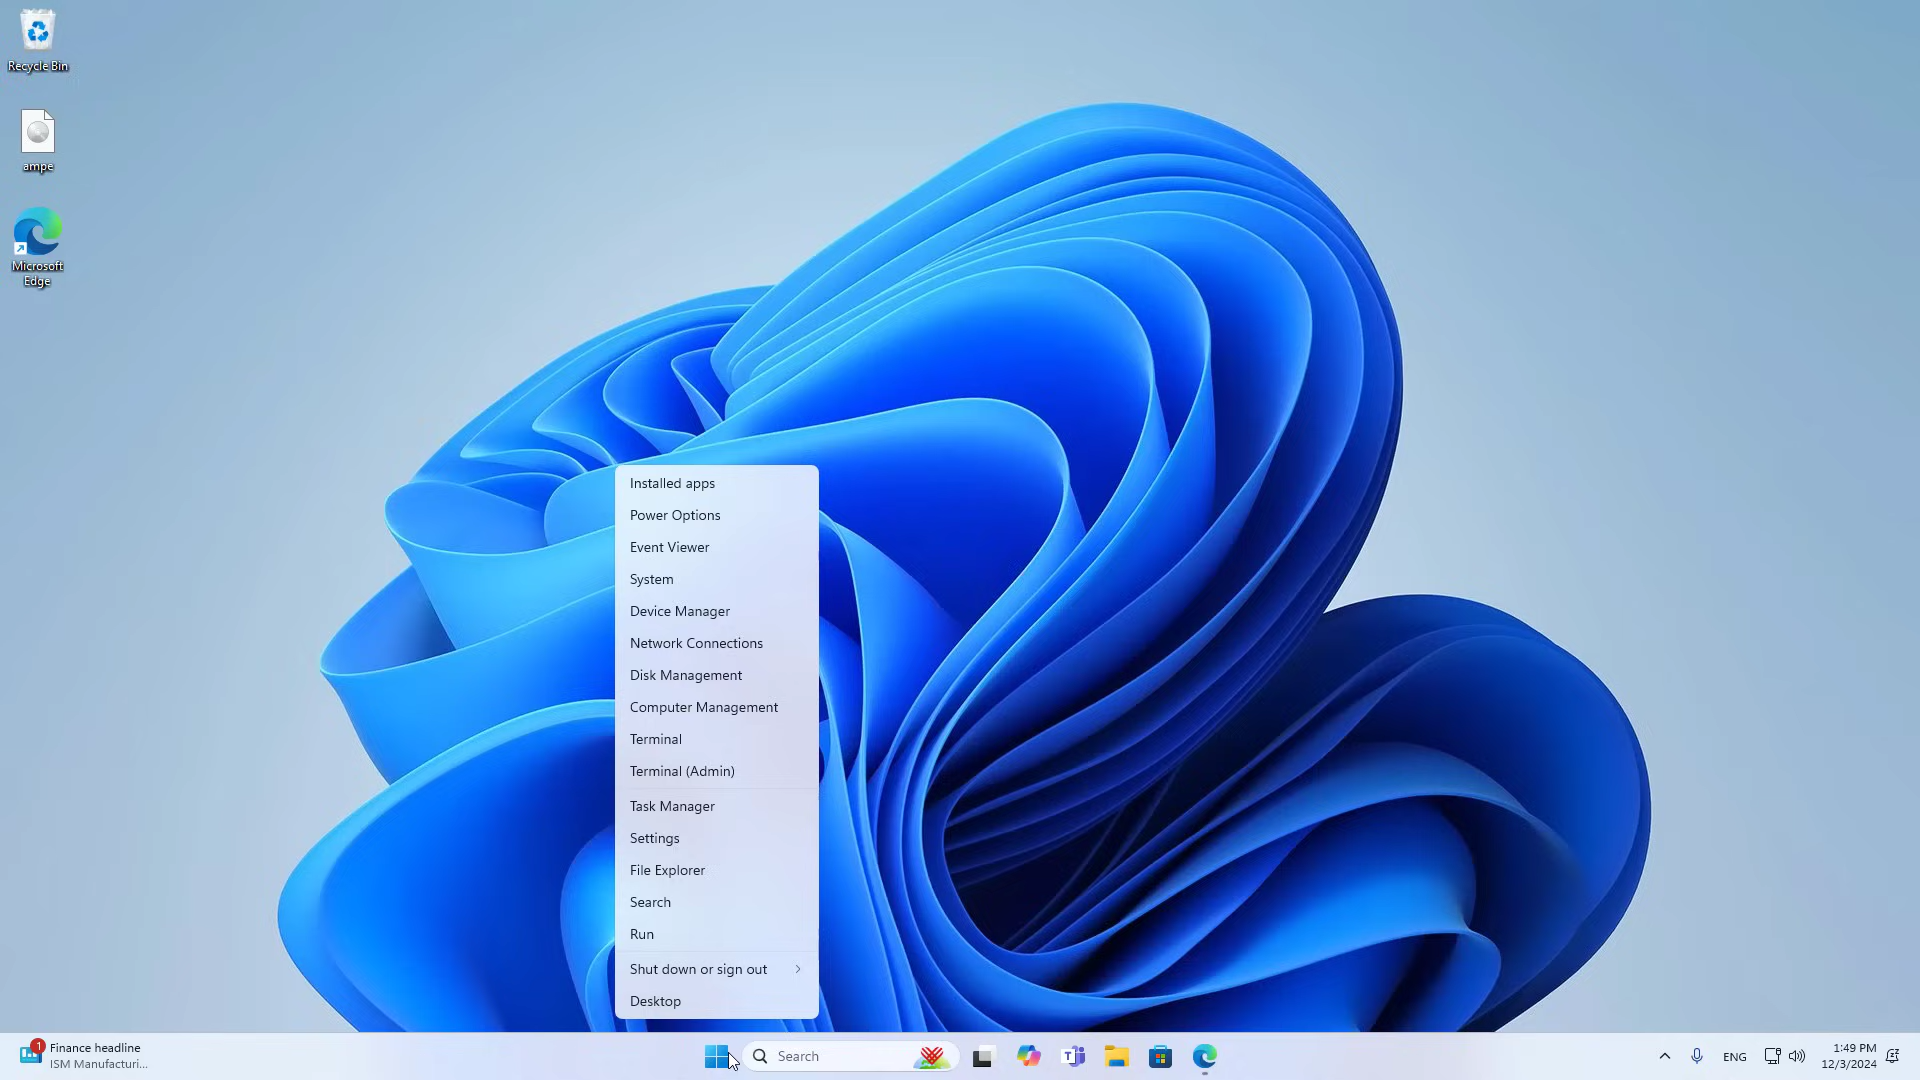 Recycle Bin
ampe
Microsoft
Edge
Installed apps
Power Options
Event Viewer
System
Device Manager
Network Connections
Disk Management
Computer Management
Terminal
Terminal (Admin)
Task Manager
Settings
File Explorer
Search
Run
Shut down or sign out
Desktop
1
Finance headline
ISM Manufacturi...
Search
T
ENG
1:49 PM
12/3/2024